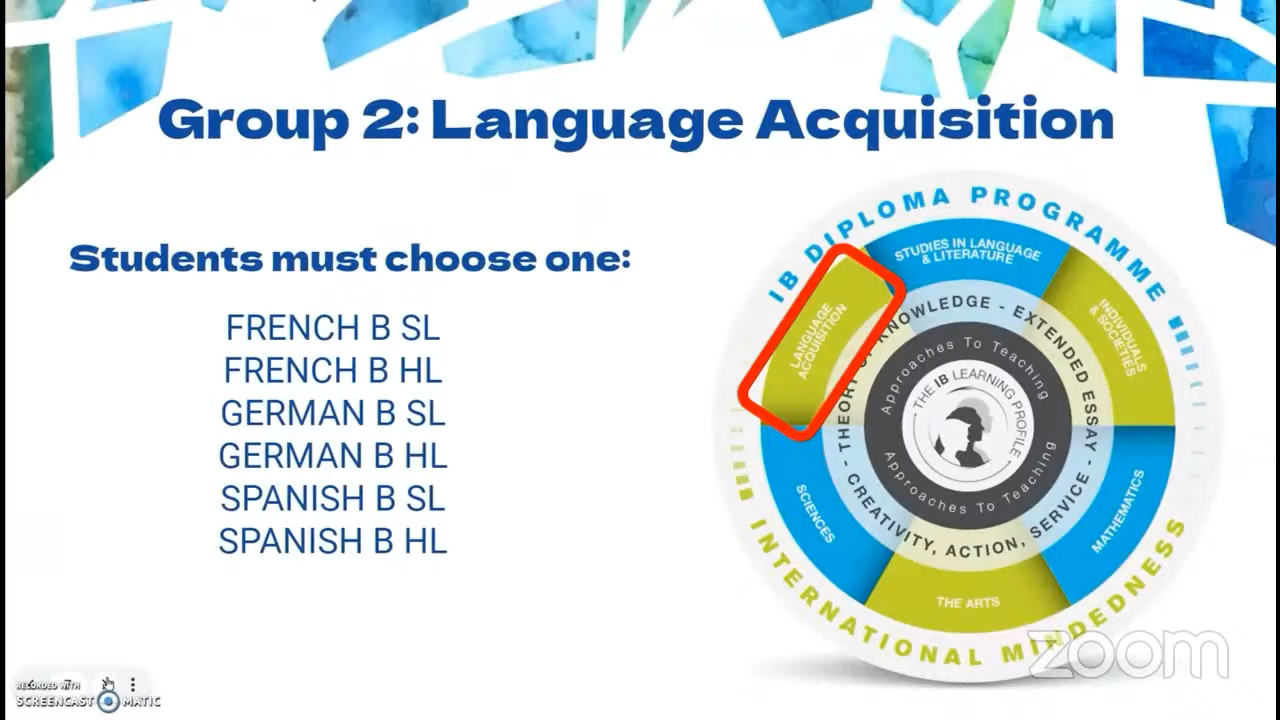 Group 2: Language Acquisition
Students must choose one:
FRENCH B SL
FRENCH B HL
GERMAN B SL
GERMAN B HL
SPANISH B SL
SPANISH B HL
IB DIPLOMA PROGRAMME
STUDIES IN LANGUAGE
& LITERATURE
LANGUAGE
ACQUISITION
INDIVIDUALS
& SOCIETIES
THEORY OF KNOWLEDGE - EXTENDED ESSAY -
Approaches To Teaching
THE IB LEARNING PROFILE
Approaches To Teaching
SCIENCES
MATHEMATICS
- CREATIVITY, ACTION, SERVICE -
THE ARTS
INTERNATIONAL MINDEDNESS
zoom
RECORDED WITH
SCREENCAST MATIC